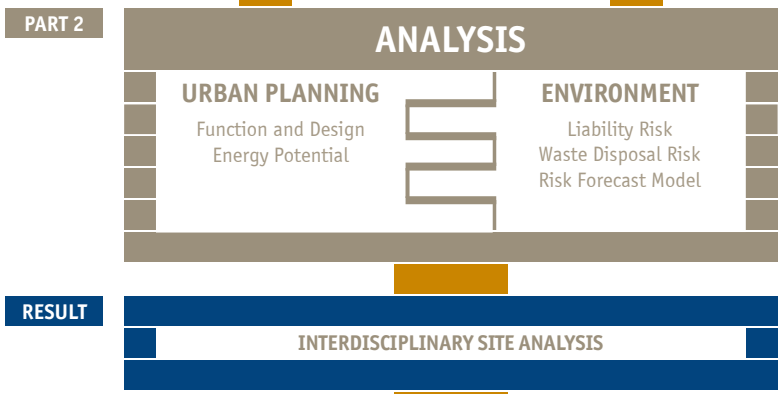 PART 2
ANALYSIS
URBAN PLANNING
Function and Design
Energy Potential
ENVIRONMENT
Liability Risk
Waste Disposal Risk
Risk Forecast Model
RESULT
INTERDISCIPLINARY SITE ANALYSIS